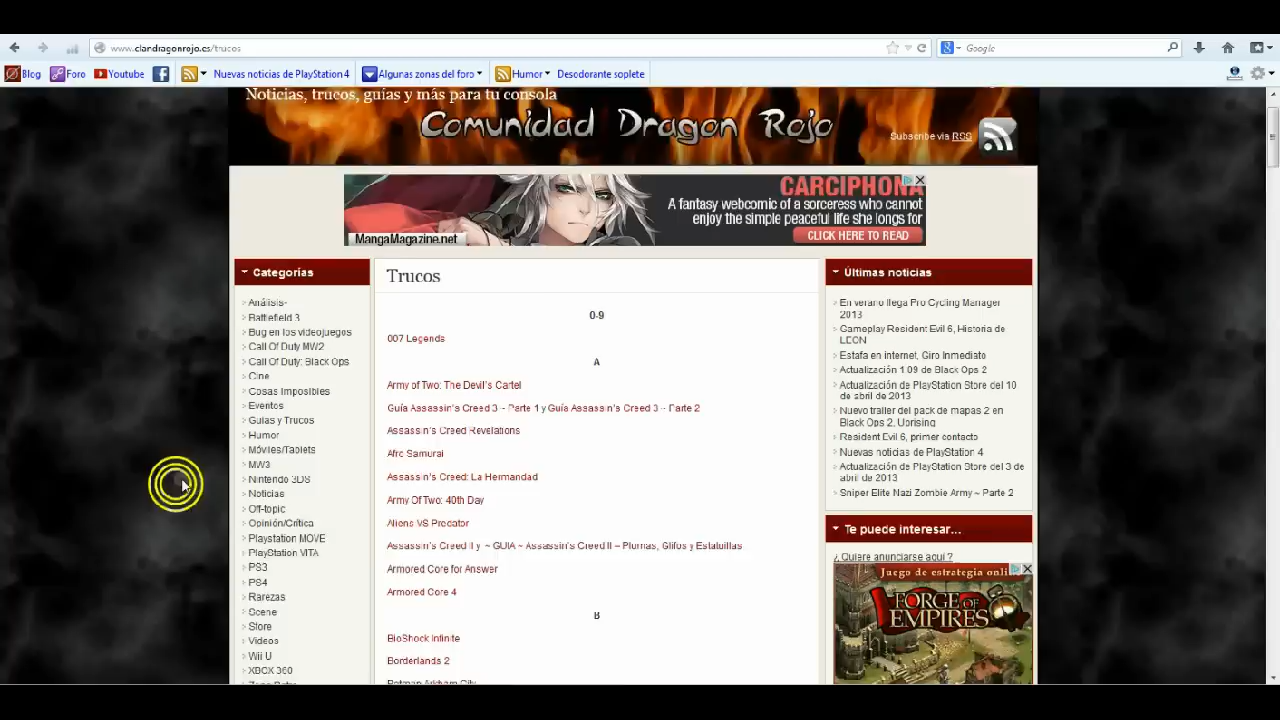 www.clandragonrojo.es/trucos
Google
Blog
Foro
Youtube
Nuevas noticias de PlayStation 4
Algunas zonas del foro
Humor
Desodorante soplete
Noticias, trucos, guías y más para tu consola
Comunidad Dragon Rojo
Subscribe via RSS
CARCIPHONA
A fantasy webcomic of a sorceress who cannot
enjoy the simple peaceful life she longs for
CLICK HERE TO READ
MangaMagazine.net
Categorías
Análisis-
Battlefield 3
Bug en los videojuegos
Call Of Duty MW2
Call Of Duty: Black Ops
Cine
Cosas Imposibles
Eventos
Guias y Trucos
Humor
Móviles/Tablets
MW3
Nintendo 3DS
Noticias
Off-topic
Opinión/Crítica
Playstation MOVE
PlayStation VITA
PS3
PS4
Rarezas
Scene
Store
Videos
Wii U
XBOX 360
Trucos
0-9
007 Legends
A
Army of Two: The Devil's Cartel
Guía Assassin's Creed 3 ~ Parte 1 y Guía Assassin's Creed 3 ~ Parte 2
Assassin's Creed Revelations
Afro Samurai
Assassin's Creed: La Hermandad
Army Of Two: 40th Day
Aliens VS Predator
Assassin's Creed II y ~ GUIA ~ Assassin's Creed II – Plumas, Glifos y Estatuillas
Armored Core for Answer
Armored Core 4
B
BioShock Infinite
Borderlands 2
Batman Arkham City
Últimas noticias
En verano llega Pro Cycling Manager
2013
Gameplay Resident Evil 6, Historia de
LEON
Estafa en internet, Giro Inmediato
Actualización 1.09 de Black Ops 2
Actualización de PlayStation Store del 10
de abril de 2013
Nuevo trailer del pack de mapas 2 en
Black Ops 2, Uprising
Resident Evil 6, primer contacto
Nuevas noticias de PlayStation 4
Actualización de PlayStation Store del 3 de
abril de 2013
Sniper Elite Nazi Zombie Army ~ Parte 2
Te puede interesar...
¿ Quiere anunciarse aquí ?
Juego de estrategia onli
FORGE OF
EMPIRES